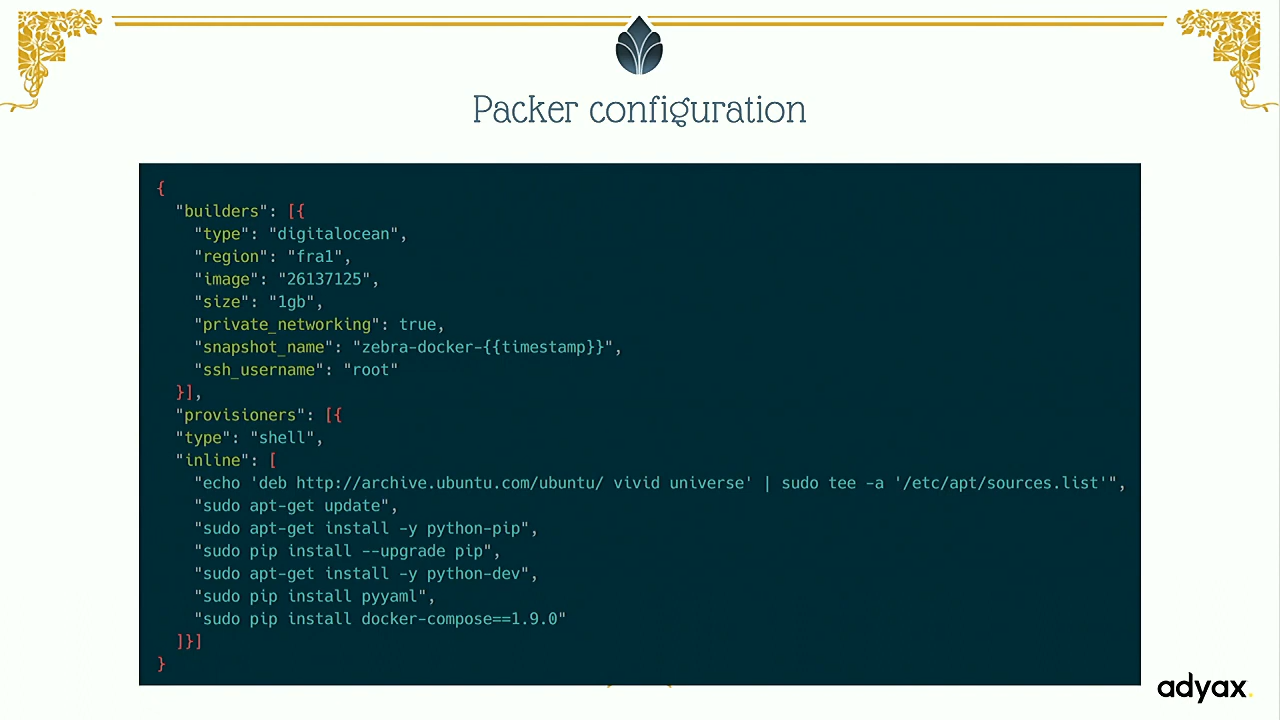 Packer configuration
{
  "builders": [{
    "type": "digitalocean",
    "region": "fra1",
    "image": "26137125",
    "size": "1gb",
    "private_networking": true,
    "snapshot_name": "zebra-docker-{{timestamp}}",
    "ssh_username": "root"
  }],
  "provisioners": [{
  "type": "shell",
  "inline": [
    "echo 'deb http://archive.ubuntu.com/ubuntu/ vivid universe' | sudo tee -a '/etc/apt/sources.list'",
    "sudo apt-get update",
    "sudo apt-get install -y python-pip",
    "sudo pip install --upgrade pip",
    "sudo apt-get install -y python-dev",
    "sudo pip install pyyaml",
    "sudo pip install docker-compose==1.9.0"
  ]}]
}
adyax.